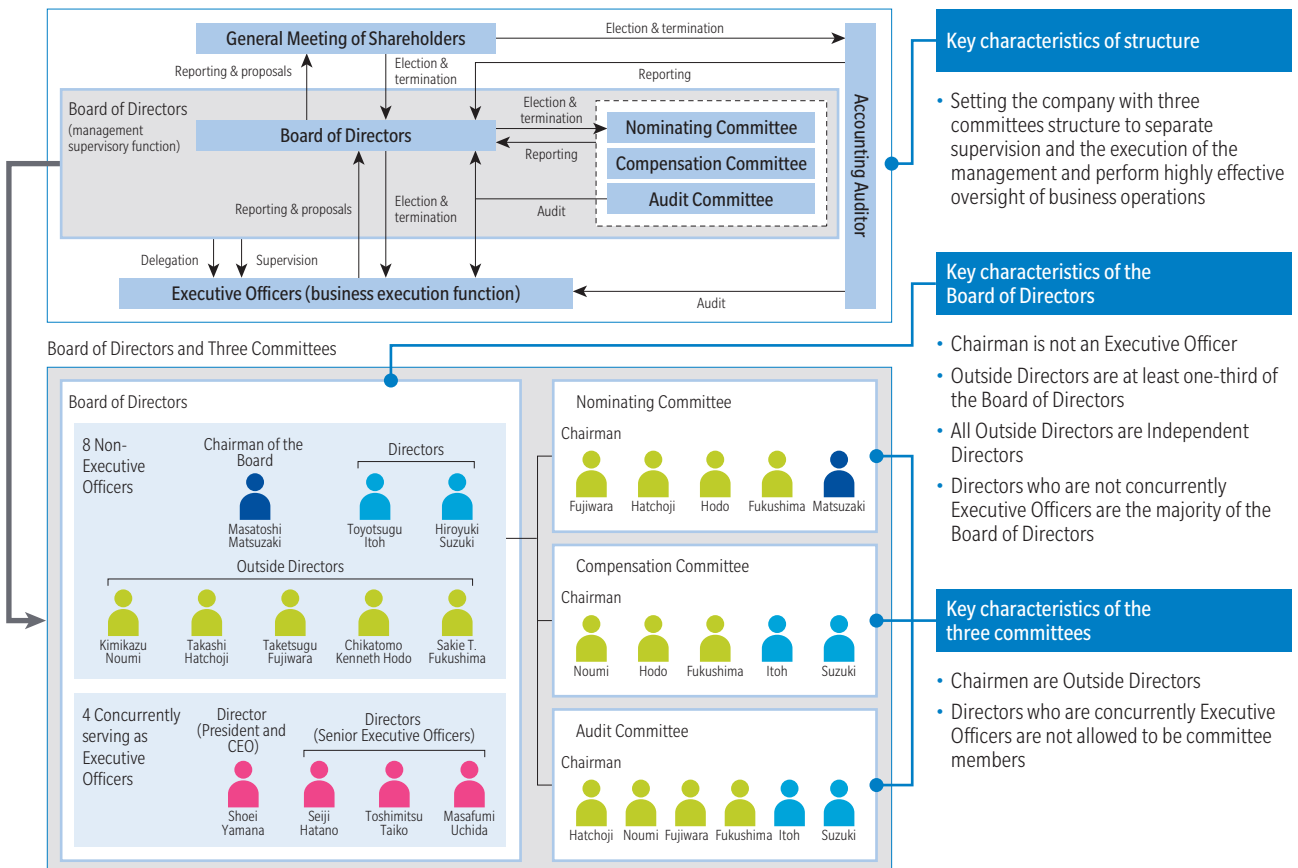 General Meeting of Shareholders
Election & termination
Reporting & proposals
Election &
termination
Reporting
Board of Directors
(management
supervisory function)
Board of Directors
Election &
termination
Reporting
Nominating Committee
Compensation Committee
Audit Committee
Accounting Auditor
Reporting & proposals
Election &
termination
Audit
Delegation
Supervision
Executive Officers (business execution function)
Audit
Key characteristics of structure
• Setting the company with three
committees structure to separate
supervision and the execution of the
management and perform highly effective
oversight of business operations
Key characteristics of the
Board of Directors
• Chairman is not an Executive Officer
• Outside Directors are at least one-third of
the Board of Directors
• All Outside Directors are Independent
Directors
• Directors who are not concurrently
Executive Officers are the majority of the
Board of Directors
Key characteristics of the
three committees
• Chairmen are Outside Directors
• Directors who are concurrently Executive
Officers are not allowed to be committee
members
Board of Directors and Three Committees
Board of Directors
8 Non-
Executive
Officers
Chairman of the
Board
Masatoshi
Matsuzaki
Directors
Toyotsugu
Itoh
Hiroyuki
Suzuki
Outside Directors
Kimikazu
Noumi
Takashi
Hatchoji
Taketsugu
Fujiwara
Chikatomo
Kenneth Hodo
Sakie T.
Fukushima
4 Concurrently
serving as
Executive
Officers
Director
(President and
CEO)
Shoei
Yamana
Directors
(Senior Executive Officers)
Seiji
Hatano
Toshimitsu
Taiko
Masafumi
Uchida
Nominating Committee
Chairman
Fujiwara
Hatchoji
Hodo
Fukushima
Matsuzaki
Compensation Committee
Chairman
Noumi
Hodo
Fukushima
Itoh
Suzuki
Audit Committee
Chairman
Hatchoji
Noumi
Fujiwara
Fukushima
Itoh
Suzuki